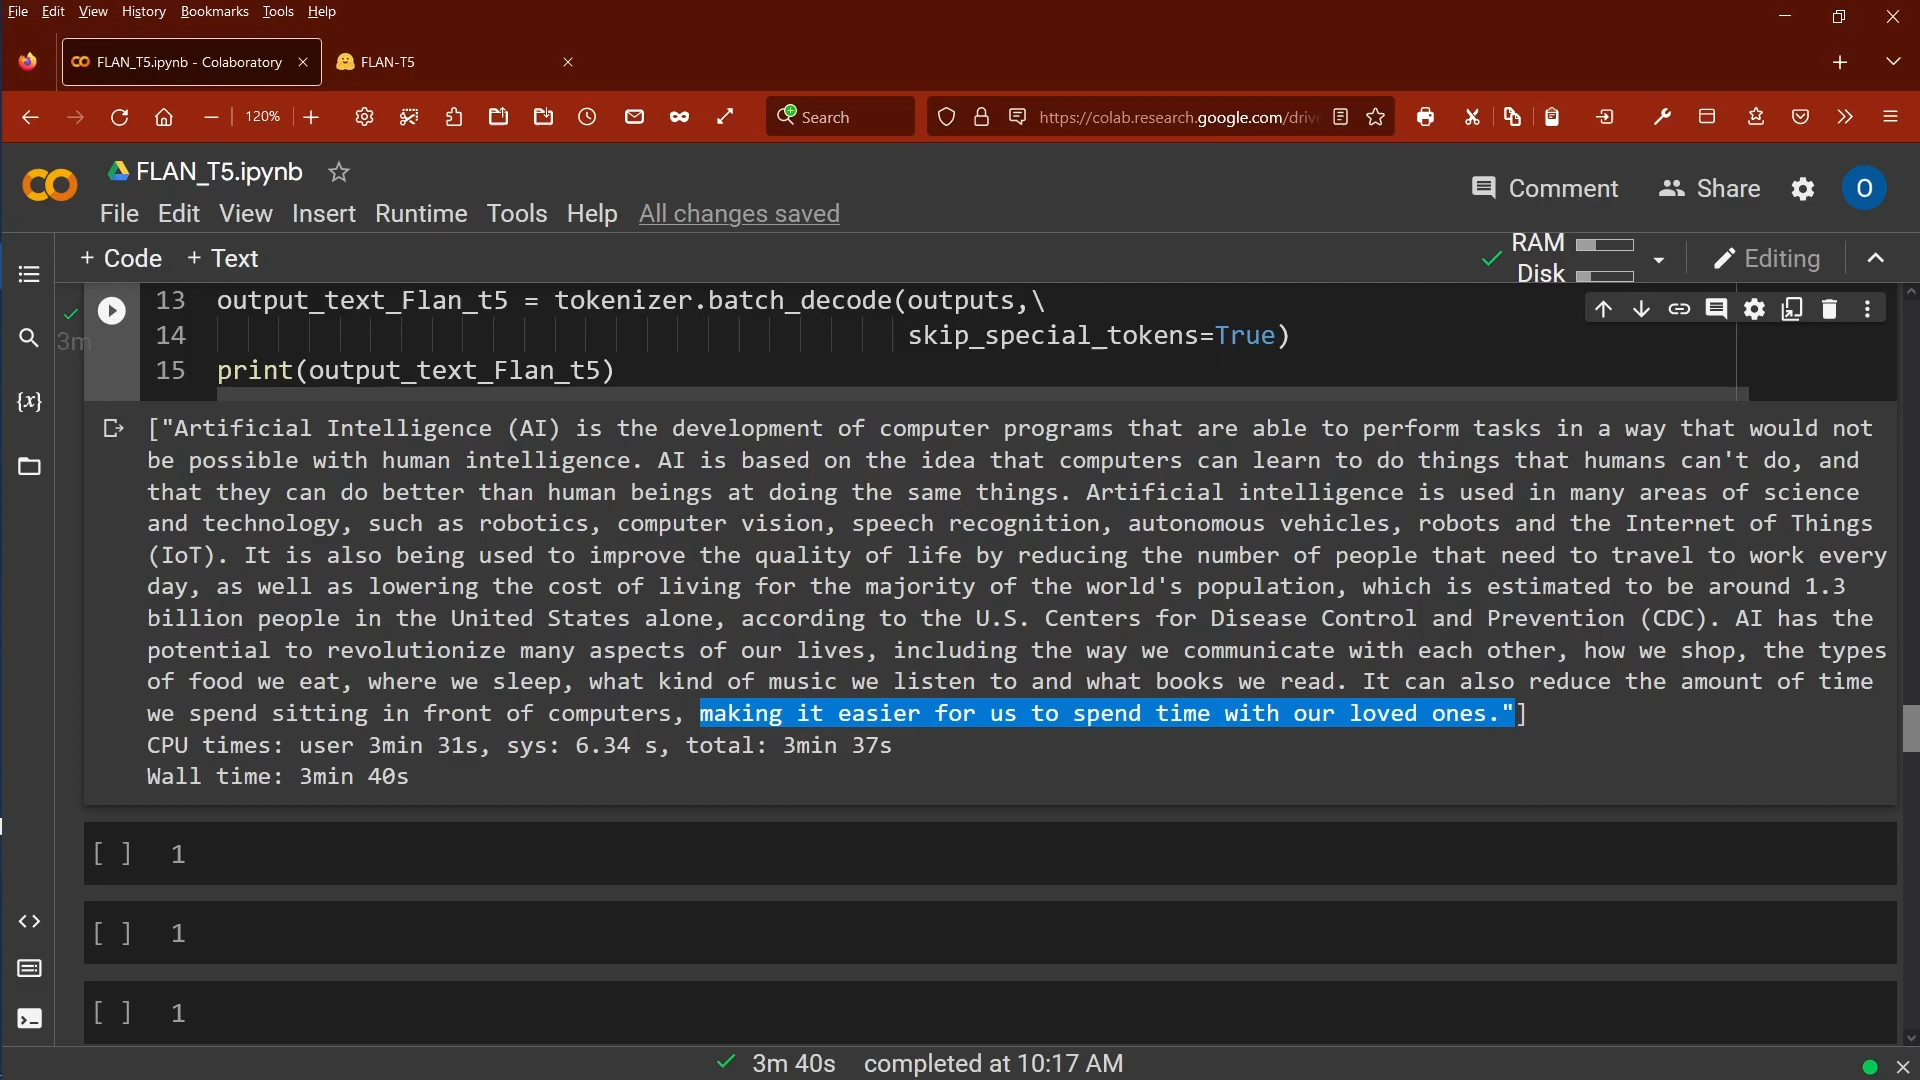 File Edit View History Bookmarks Tools Help
FLAN_T5.ipynb - Colaboratory
FLAN-T5
120%
Search
https://colab.research.google.com/driv
FLAN_T5.ipynb
Comment Share O
File Edit View Insert Runtime Tools Help All changes saved
+ Code + Text
RAM
Disk
Editing
13 output_text_Flan_t5 = tokenizer.batch_decode(outputs,\
3m
14 skip_special_tokens=True)
15 print(output_text_Flan_t5)
["Artificial Intelligence (AI) is the development of computer programs that are able to perform tasks in a way that would not
be possible with human intelligence. AI is based on the idea that computers can learn to do things that humans can't do, and
that they can do better than human beings at doing the same things. Artificial intelligence is used in many areas of science
and technology, such as robotics, computer vision, speech recognition, autonomous vehicles, robots and the Internet of Things
(IoT). It is also being used to improve the quality of life by reducing the number of people that need to travel to work every
day, as well as lowering the cost of living for the majority of the world's population, which is estimated to be around 1.3
billion people in the United States alone, according to the U.S. Centers for Disease Control and Prevention (CDC). AI has the
potential to revolutionize many aspects of our lives, including the way we communicate with each other, how we shop, the types
of food we eat, where we sleep, what kind of music we listen to and what books we read. It can also reduce the amount of time
we spend sitting in front of computers, making it easier for us to spend time with our loved ones."]
CPU times: user 3min 31s, sys: 6.34 s, total: 3min 37s
Wall time: 3min 40s
[ ] 1
[ ] 1
[ ] 1
3m 40s completed at 10:17 AM